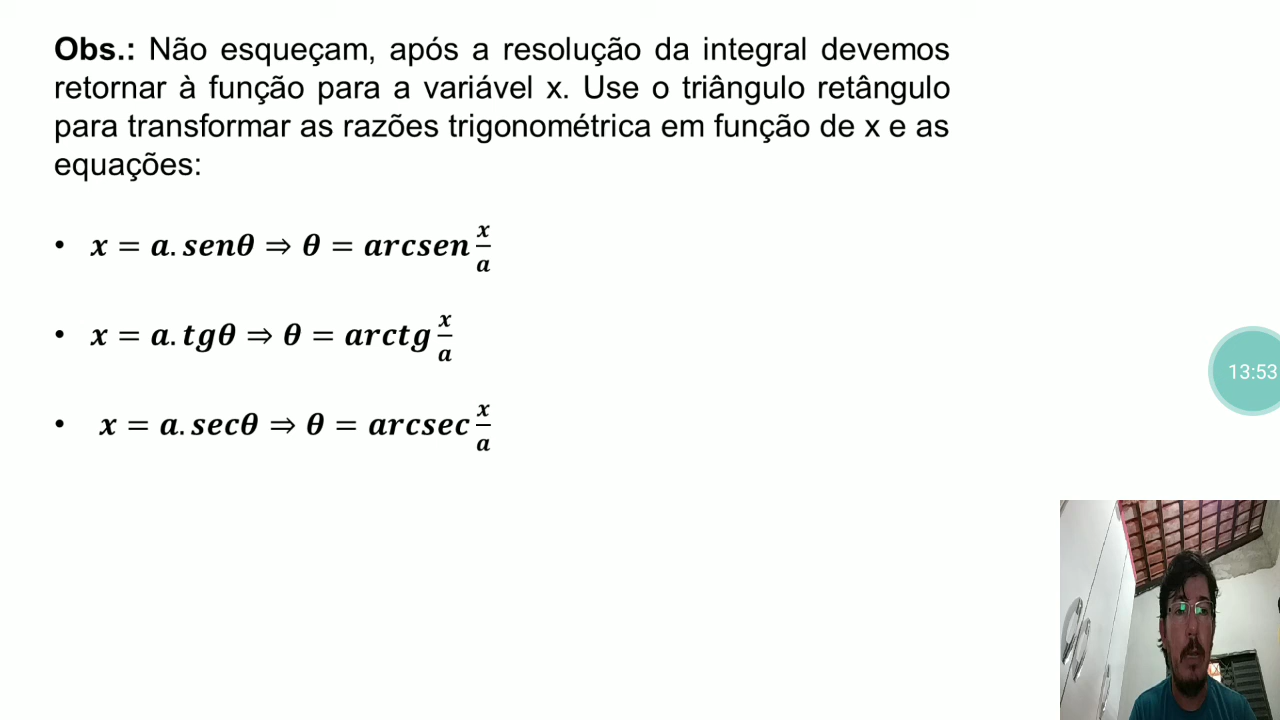 Obs.: Não esqueçam, após a resolução da integral devemos
retornar à função para a variável x. Use o triângulo retângulo
para transformar as razões trigonométrica em função de x e as
equações:
• x = a. senθ ⇒ θ = arcsen x/a
• x = a. tgθ ⇒ θ = arctg x/a
• x = a. secθ ⇒ θ = arcsec x/a
13:53